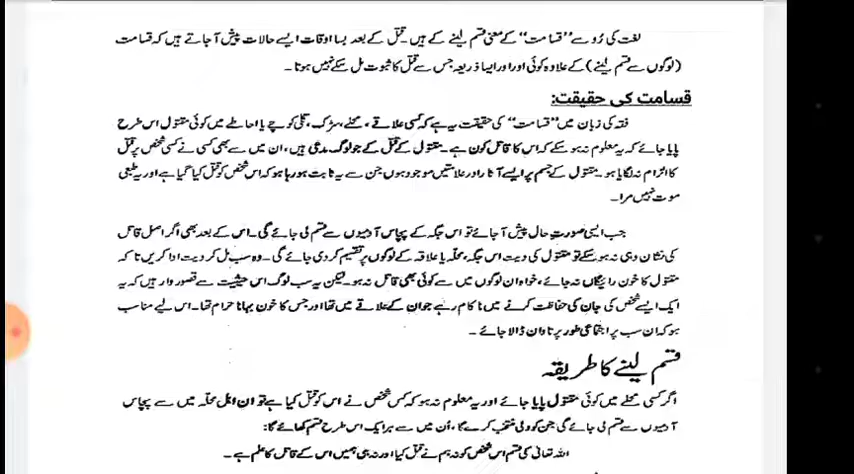 لغت کی رُو سے "قسامت" کے معنی قسم لینے کے ہیں۔ قتل کے بعد بسا اوقات ایسے حالات پیش آ جاتے ہیں کہ قسامت
(لوگوں سے قسم لینے) کے علاوہ کوئی اور اور ایسا ذریعہ جس سے قتل کا ثبوت مل سکے نہیں ہوتا۔
قسامت کی حقیقت:
فقہ کی زبان میں "قسامت" کی حقیقت یہ ہے کہ کسی علاقے، محلے، سڑک، گلی کوچے یا احاطے میں کوئی مقتول اس طرح
پایا جائے کہ یہ معلوم نہ ہو سکے کہ اس کا قاتل کون ہے۔ مقتول کے قتل کے جو لوگ مدعی ہیں، ان میں سے بھی کسی نے کسی شخص پر قتل
کا الزام نہ لگایا ہو۔ مقتول کے جسم پر ایسے آثار اور علامتیں موجود ہوں جن سے یہ ثابت ہو رہا ہو کہ اس شخص کو قتل کیا گیا ہے اور یہ طبعی
موت نہیں مرا۔
جب ایسی صورتِ حال پیش آ جائے تو اس جگہ کے پچاس آدمیوں سے قسم لی جائے گی۔ اس کے بعد بھی اگر اصل قاتل
کی نشان دہی نہ ہو سکے تو مقتول کی دیت اس جگہ، محلّہ یا علاقہ کے لوگوں پر تقسیم کر دی جائے گی۔ وہ سب مل کر دیت ادا کریں تا کہ
مقتول کا خون رائیگاں نہ جائے، خواہ ان لوگوں میں سے کوئی بھی قاتل نہ ہو۔ لیکن یہ سب لوگ اس حیثیت سے قصور وار ہیں کہ یہ
ایک ایسے شخص کی جان کی حفاظت کرنے میں ناکام رہے جو ان کے علاقے میں تھا اور جس کا خون بہانا حرام تھا۔ اس لیے مناسب
ہو کہ ان سب پر اجتماعی طور پر تاوان ڈالا جائے۔
قسم لینے کا طریقہ
اگر کسی محلے میں کوئی مقتول پایا جائے اور یہ معلوم نہ ہو کہ کس شخص نے اس کو قتل کیا ہے تو ان اہل محلہ میں سے پچاس
آدمیوں سے قسم لی جائے گی جن کو ولی منتخب کرے گا، اُن میں سے ہر ایک اس طرح قسم کھائے گا:
اللہ تعالیٰ کی قسم اس شخص کو نہ ہم نے قتل کیا اور نہ ہی ہمیں اس کے قاتل کا علم ہے۔